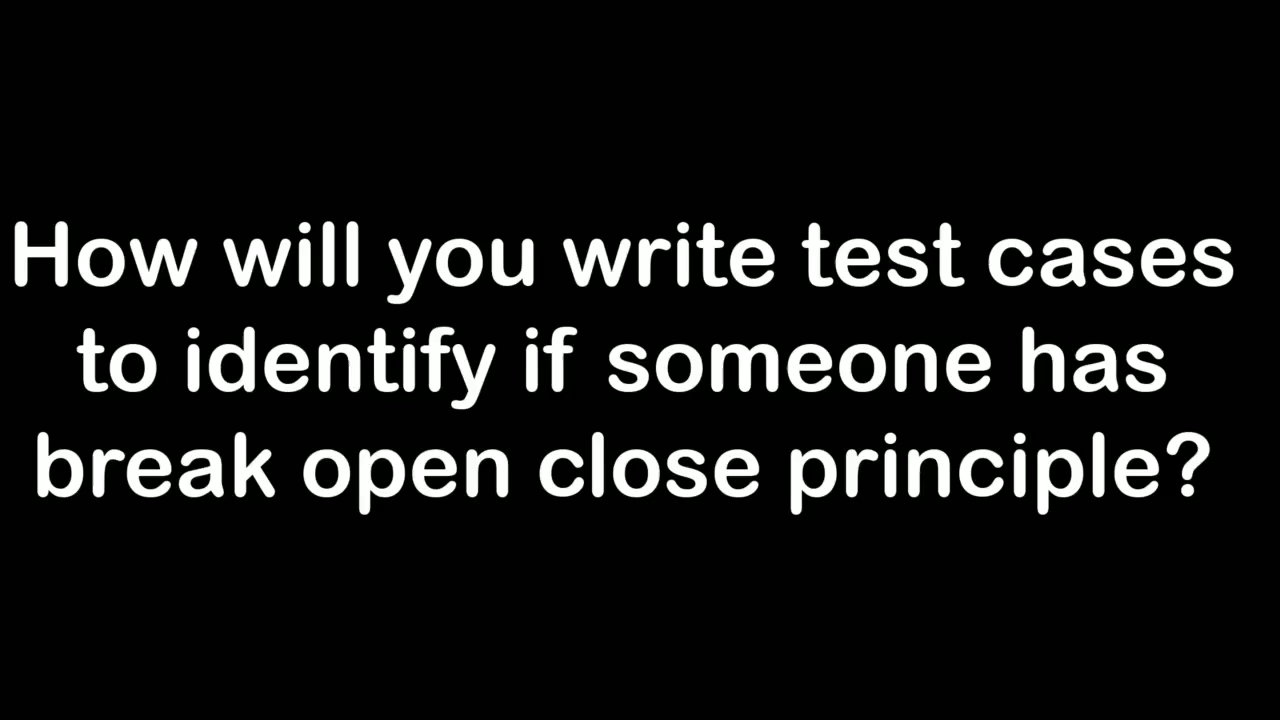 How will you write test cases
to identify if someone has
break open close principle?